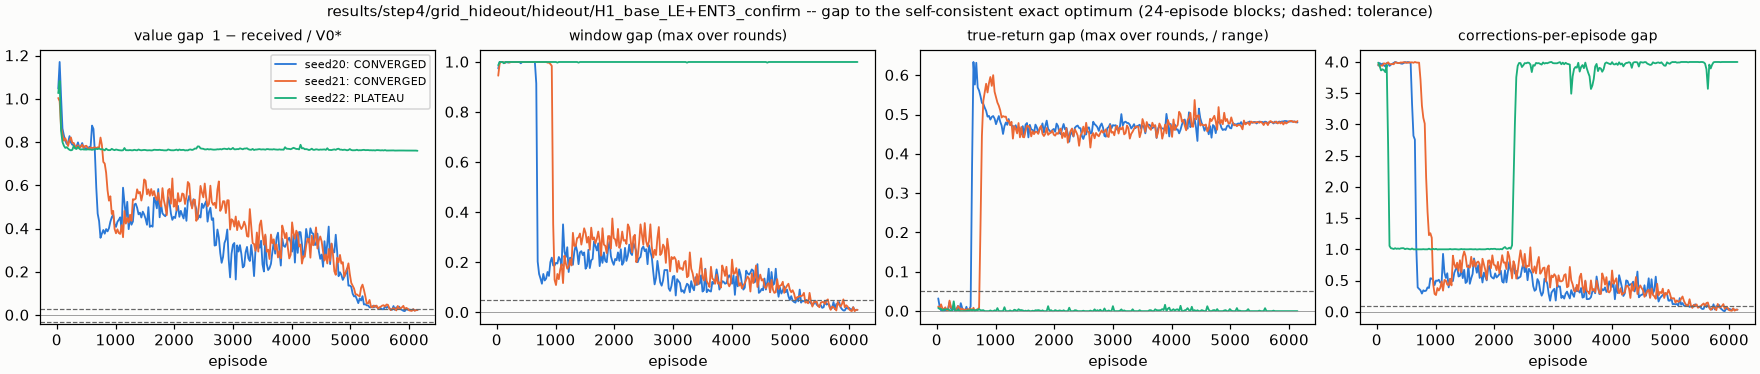 results/step4/grid_hideout/hideout/H1_base_LE+ENT3_confirm -- gap to the self-consistent exact optimum (24-episode blocks; dashed: tolerance)
value gap 1 − received / V0*
1.2
1.0
0.8
0.6
0.4
0.2
0.0
seed20: CONVERGED
seed21: CONVERGED
seed22: PLATEAU
0 1000 2000 3000 4000 5000 6000
episode
window gap (max over rounds)
1.0
0.8
0.6
0.4
0.2
0.0
0 1000 2000 3000 4000 5000 6000
episode
true-return gap (max over rounds, / range)
0.6
0.5
0.4
0.3
0.2
0.1
0.0
0 1000 2000 3000 4000 5000 6000
episode
corrections-per-episode gap
4.0
3.5
3.0
2.5
2.0
1.5
1.0
0.5
0.0
0 1000 2000 3000 4000 5000 6000
episode